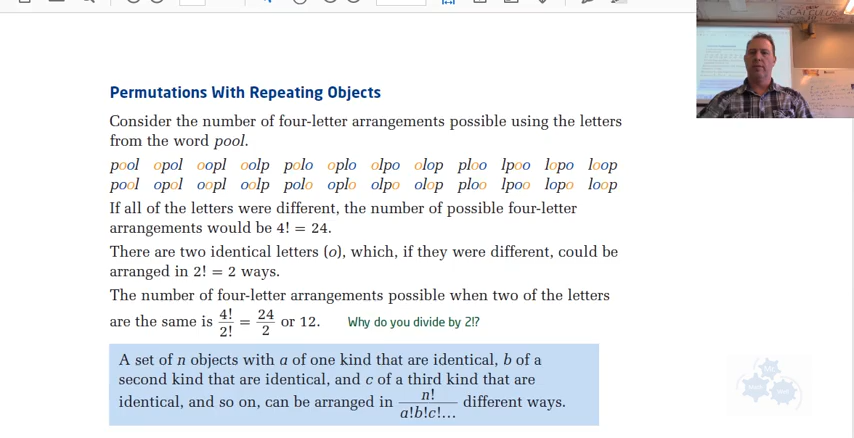 Permutations With Repeating Objects
Consider the number of four-letter arrangements possible using the letters
from the word pool.
pool opol oopl oolp polo oplo olpo olop ploo lpoo lopo loop
pool opol oopl oolp polo oplo olpo olop ploo lpoo lopo loop
If all of the letters were different, the number of possible four-letter
arrangements would be 4! = 24.
There are two identical letters (o), which, if they were different, could be
arranged in 2! = 2 ways.
The number of four-letter arrangements possible when two of the letters
are the same is 4!/2! = 24/2 or 12. Why do you divide by 2!?
A set of n objects with a of one kind that are identical, b of a
second kind that are identical, and c of a third kind that are
identical, and so on, can be arranged in n!/a!b!c!... different ways.